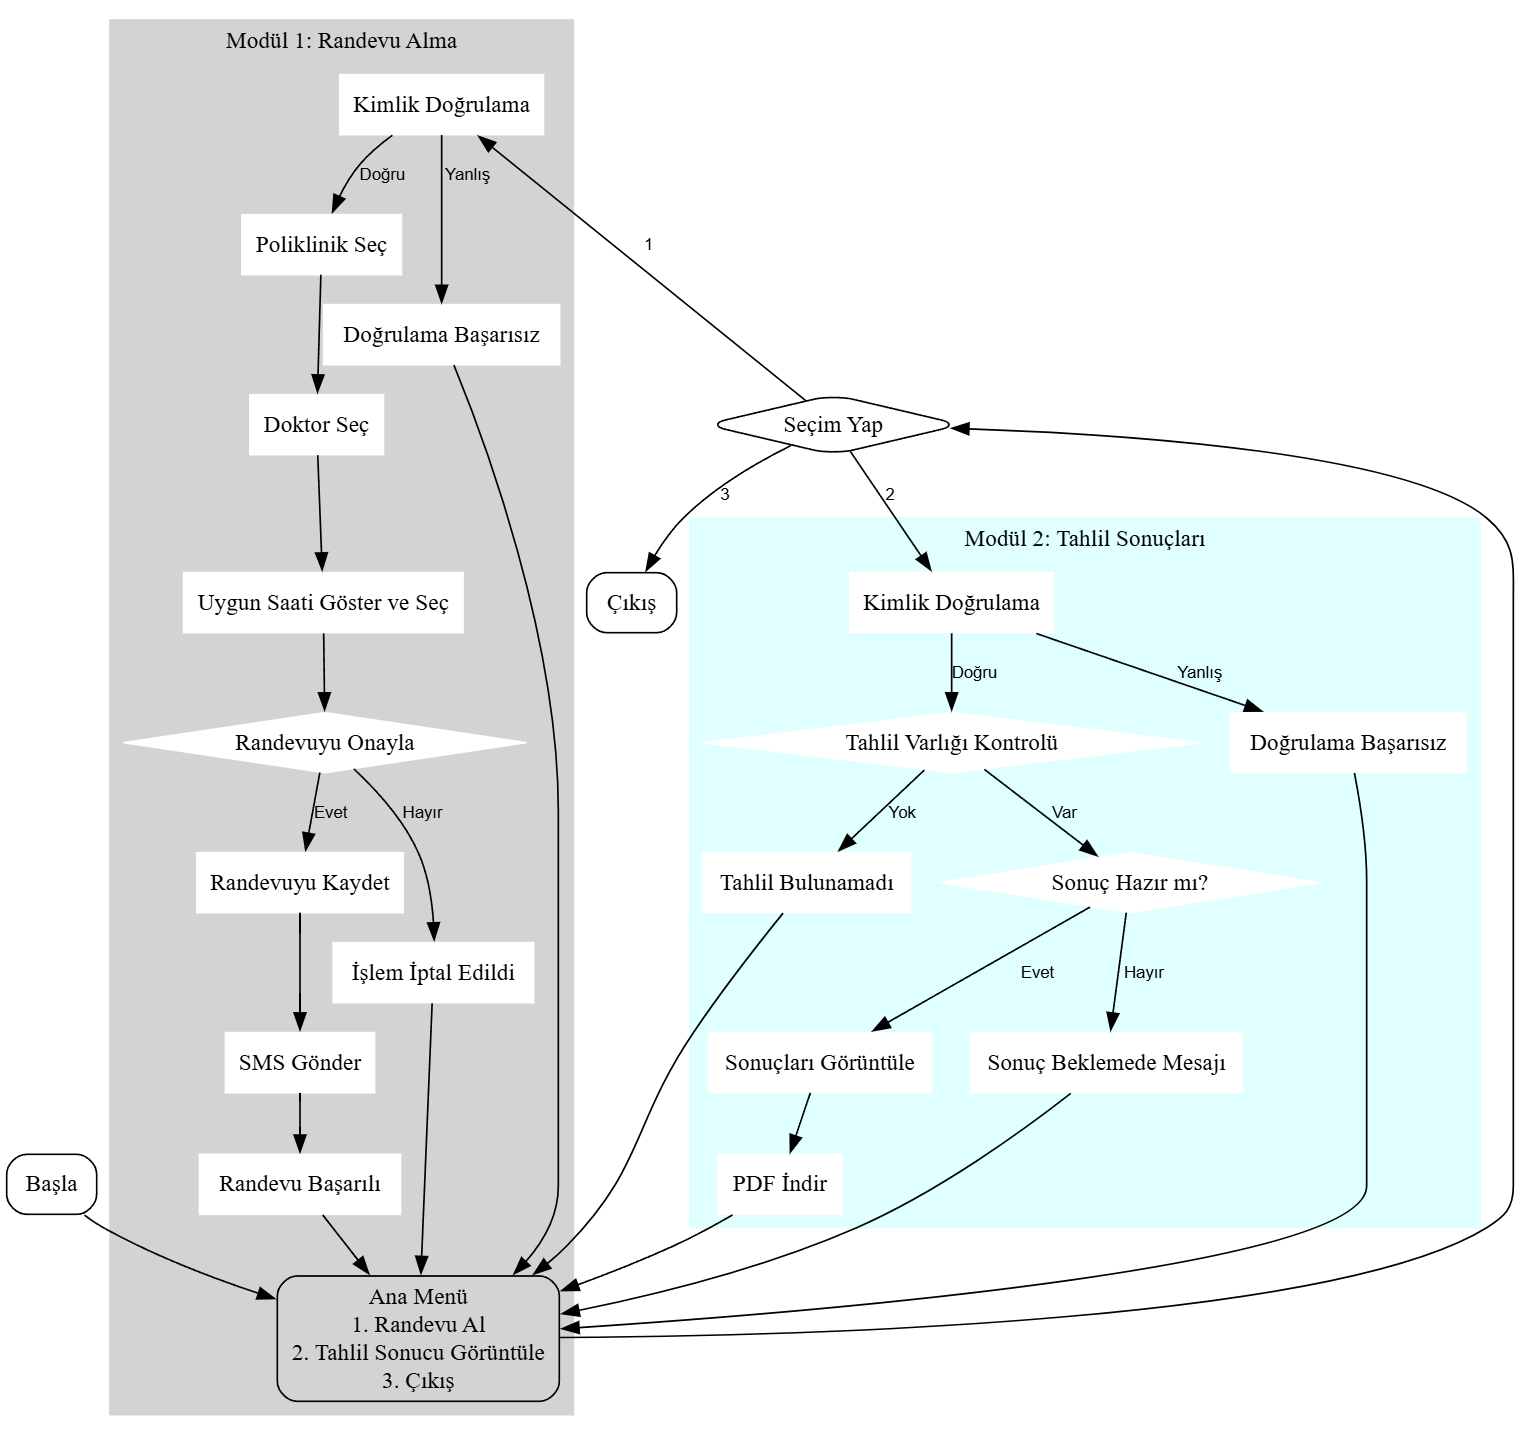 Modül 1: Randevu Alma
Kimlik Doğrulama
Doğru
Yanlış
Poliklinik Seç
1
Doğrulama Başarısız
Doktor Seç
Seçim Yap
3
2
Modül 2: Tahlil Sonuçları
Uygun Saati Göster ve Seç
Çıkış
Kimlik Doğrulama
Doğru
Yanlış
Randevuyu Onayla
Tahlil Varlığı Kontrolü
Doğrulama Başarısız
Evet
Hayır
Yok
Var
Randevuyu Kaydet
Tahlil Bulunamadı
Sonuç Hazır mı?
İşlem İptal Edildi
Evet
Hayır
SMS Gönder
Sonuçları Görüntüle
Sonuç Beklemede Mesajı
Başla
Randevu Başarılı
PDF İndir
Ana Menü
1. Randevu Al
2. Tahlil Sonucu Görüntüle
3. Çıkış